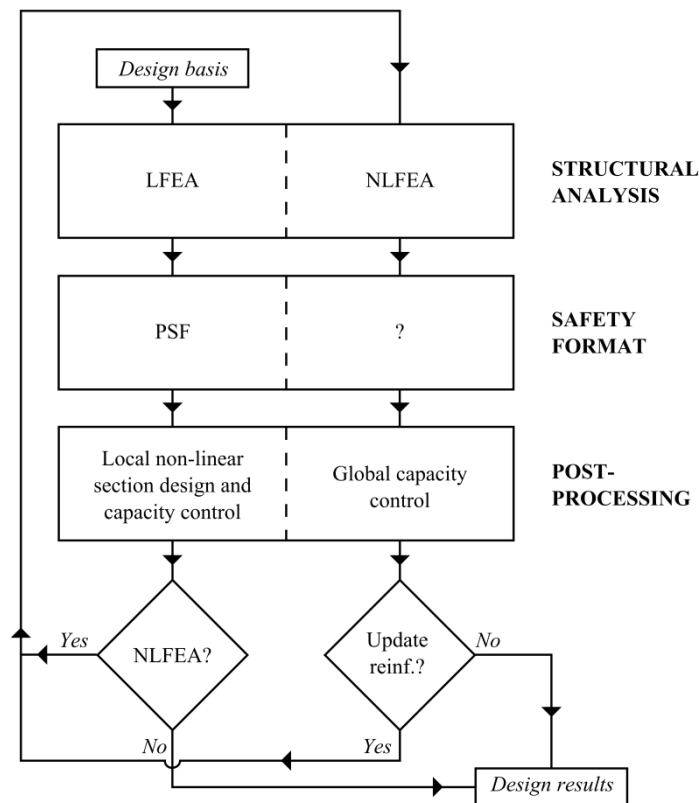 Design basis
LFEA
NLFEA
STRUCTURAL
ANALYSIS
PSF
?
SAFETY
FORMAT
Local non-linear
section design and
capacity control
Global capacity
control
POST-
PROCESSING
Yes
NLFEA?
Update
reinf.?
No
No
Yes
Design results